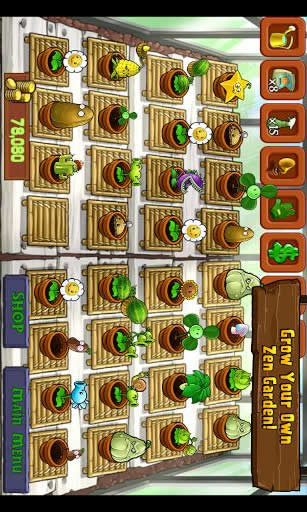 78,080
x8
x15
SHOP
MAIN MENU
Grow Your Own
Zen Garden!